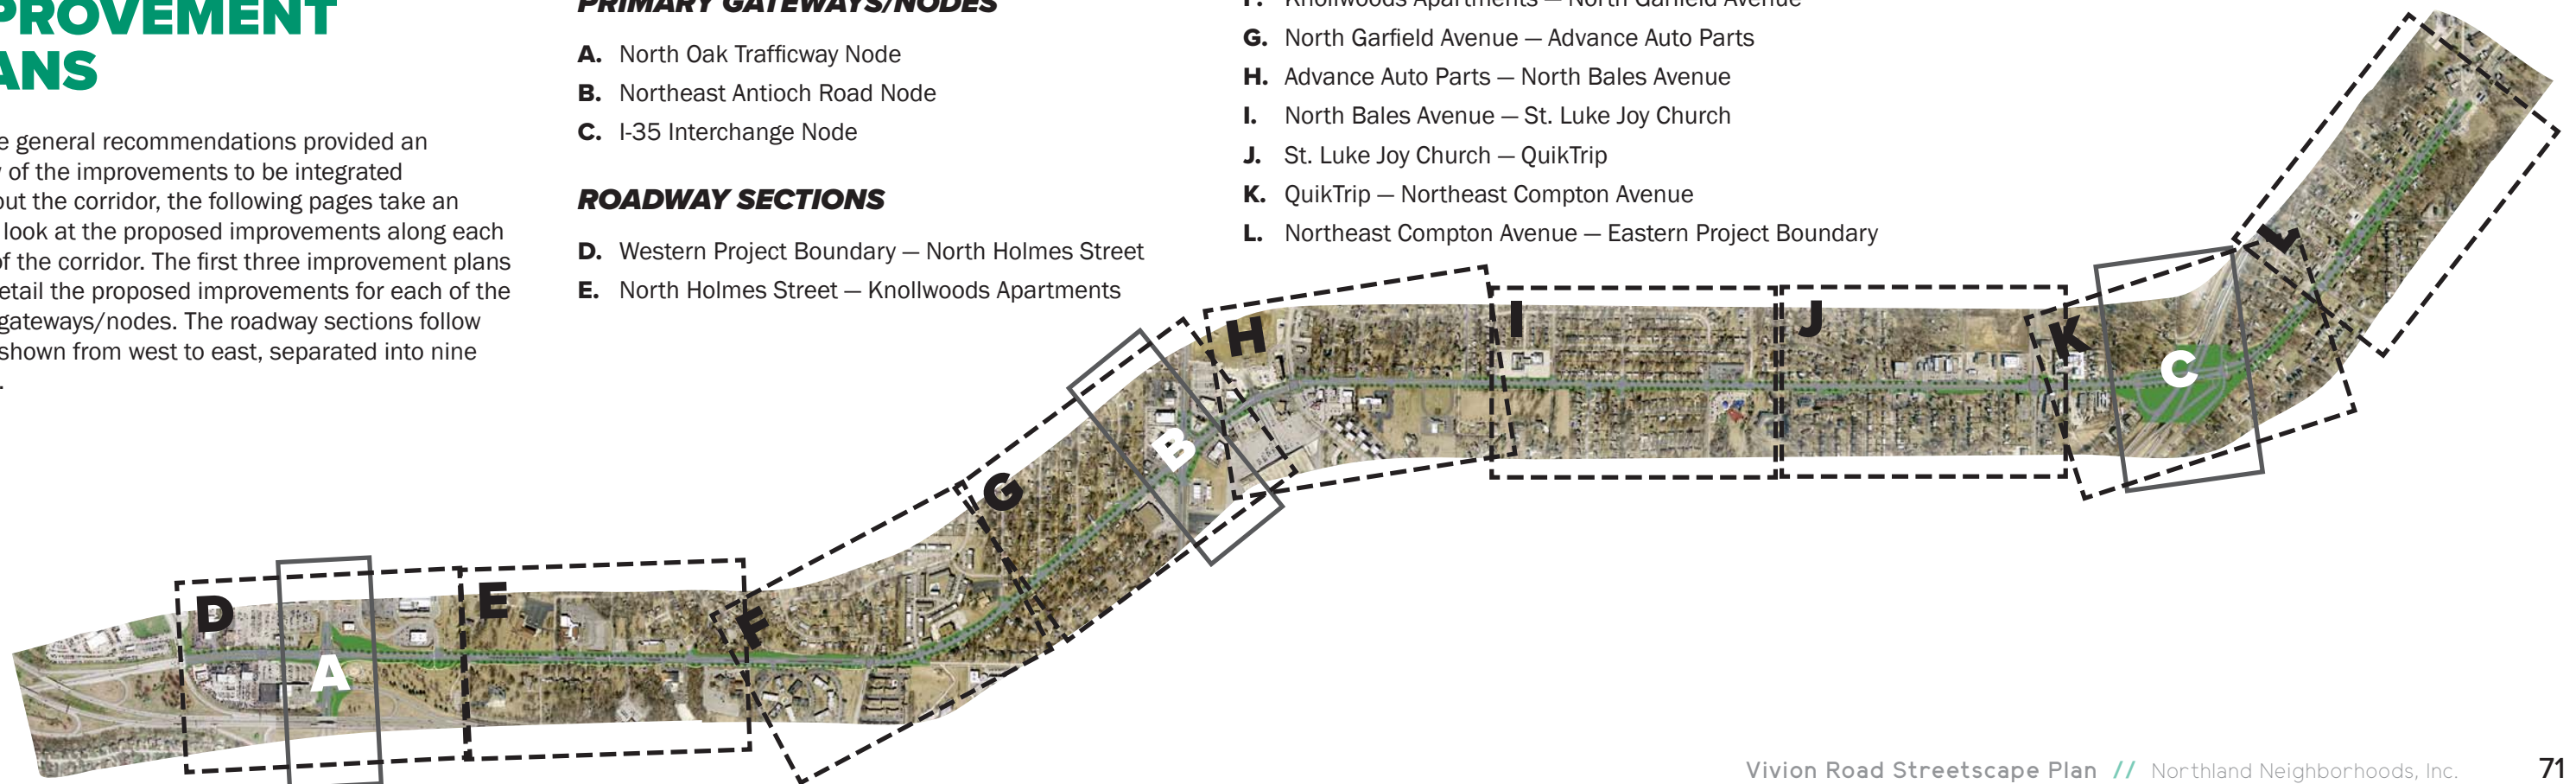 PROVEMENT
ANS
e general recommendations provided an
of the improvements to be integrated
out the corridor, the following pages take an
look at the proposed improvements along each
of the corridor. The first three improvement plans
etail the proposed improvements for each of the
gateways/nodes. The roadway sections follow
shown from west to east, separated into nine
.
PRIMARY GATEWAYS/NODES
A. North Oak Trafficway Node
B. Northeast Antioch Road Node
C. I-35 Interchange Node
ROADWAY SECTIONS
D. Western Project Boundary — North Holmes Street
E. North Holmes Street — Knollwoods Apartments
F. Knollwoods Apartments — North Garfield Avenue
G. North Garfield Avenue — Advance Auto Parts
H. Advance Auto Parts — North Bales Avenue
I. North Bales Avenue — St. Luke Joy Church
J. St. Luke Joy Church — QuikTrip
K. QuikTrip — Northeast Compton Avenue
L. Northeast Compton Avenue — Eastern Project Boundary
D
A
E
F
G
B
H
I
J
K
C
L
Vivion Road Streetscape Plan // Northland Neighborhoods, Inc. 71